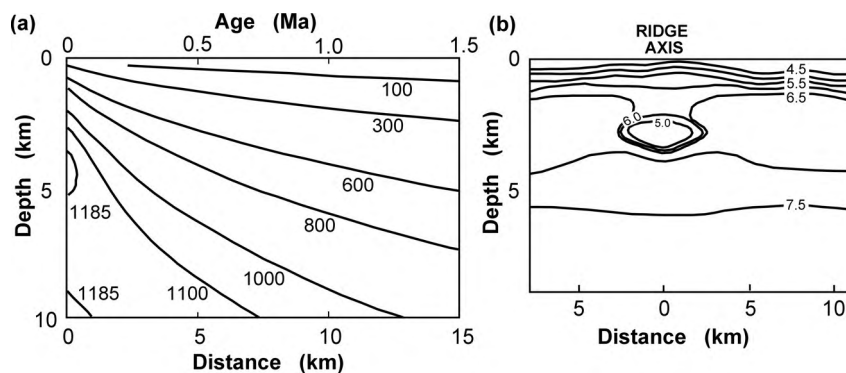 (a)
Age (Ma)
0 0.5 1.0 1.5
0
5
10
Depth (km)
100
300
600
800
1000
1100
1185
1185
0 5 10 15
Distance (km)
(b)
RIDGE
AXIS
0
5
Depth (km)
4.5
5.5
6.5
6.0
5.0
7.5
5 0 5 10
Distance (km)